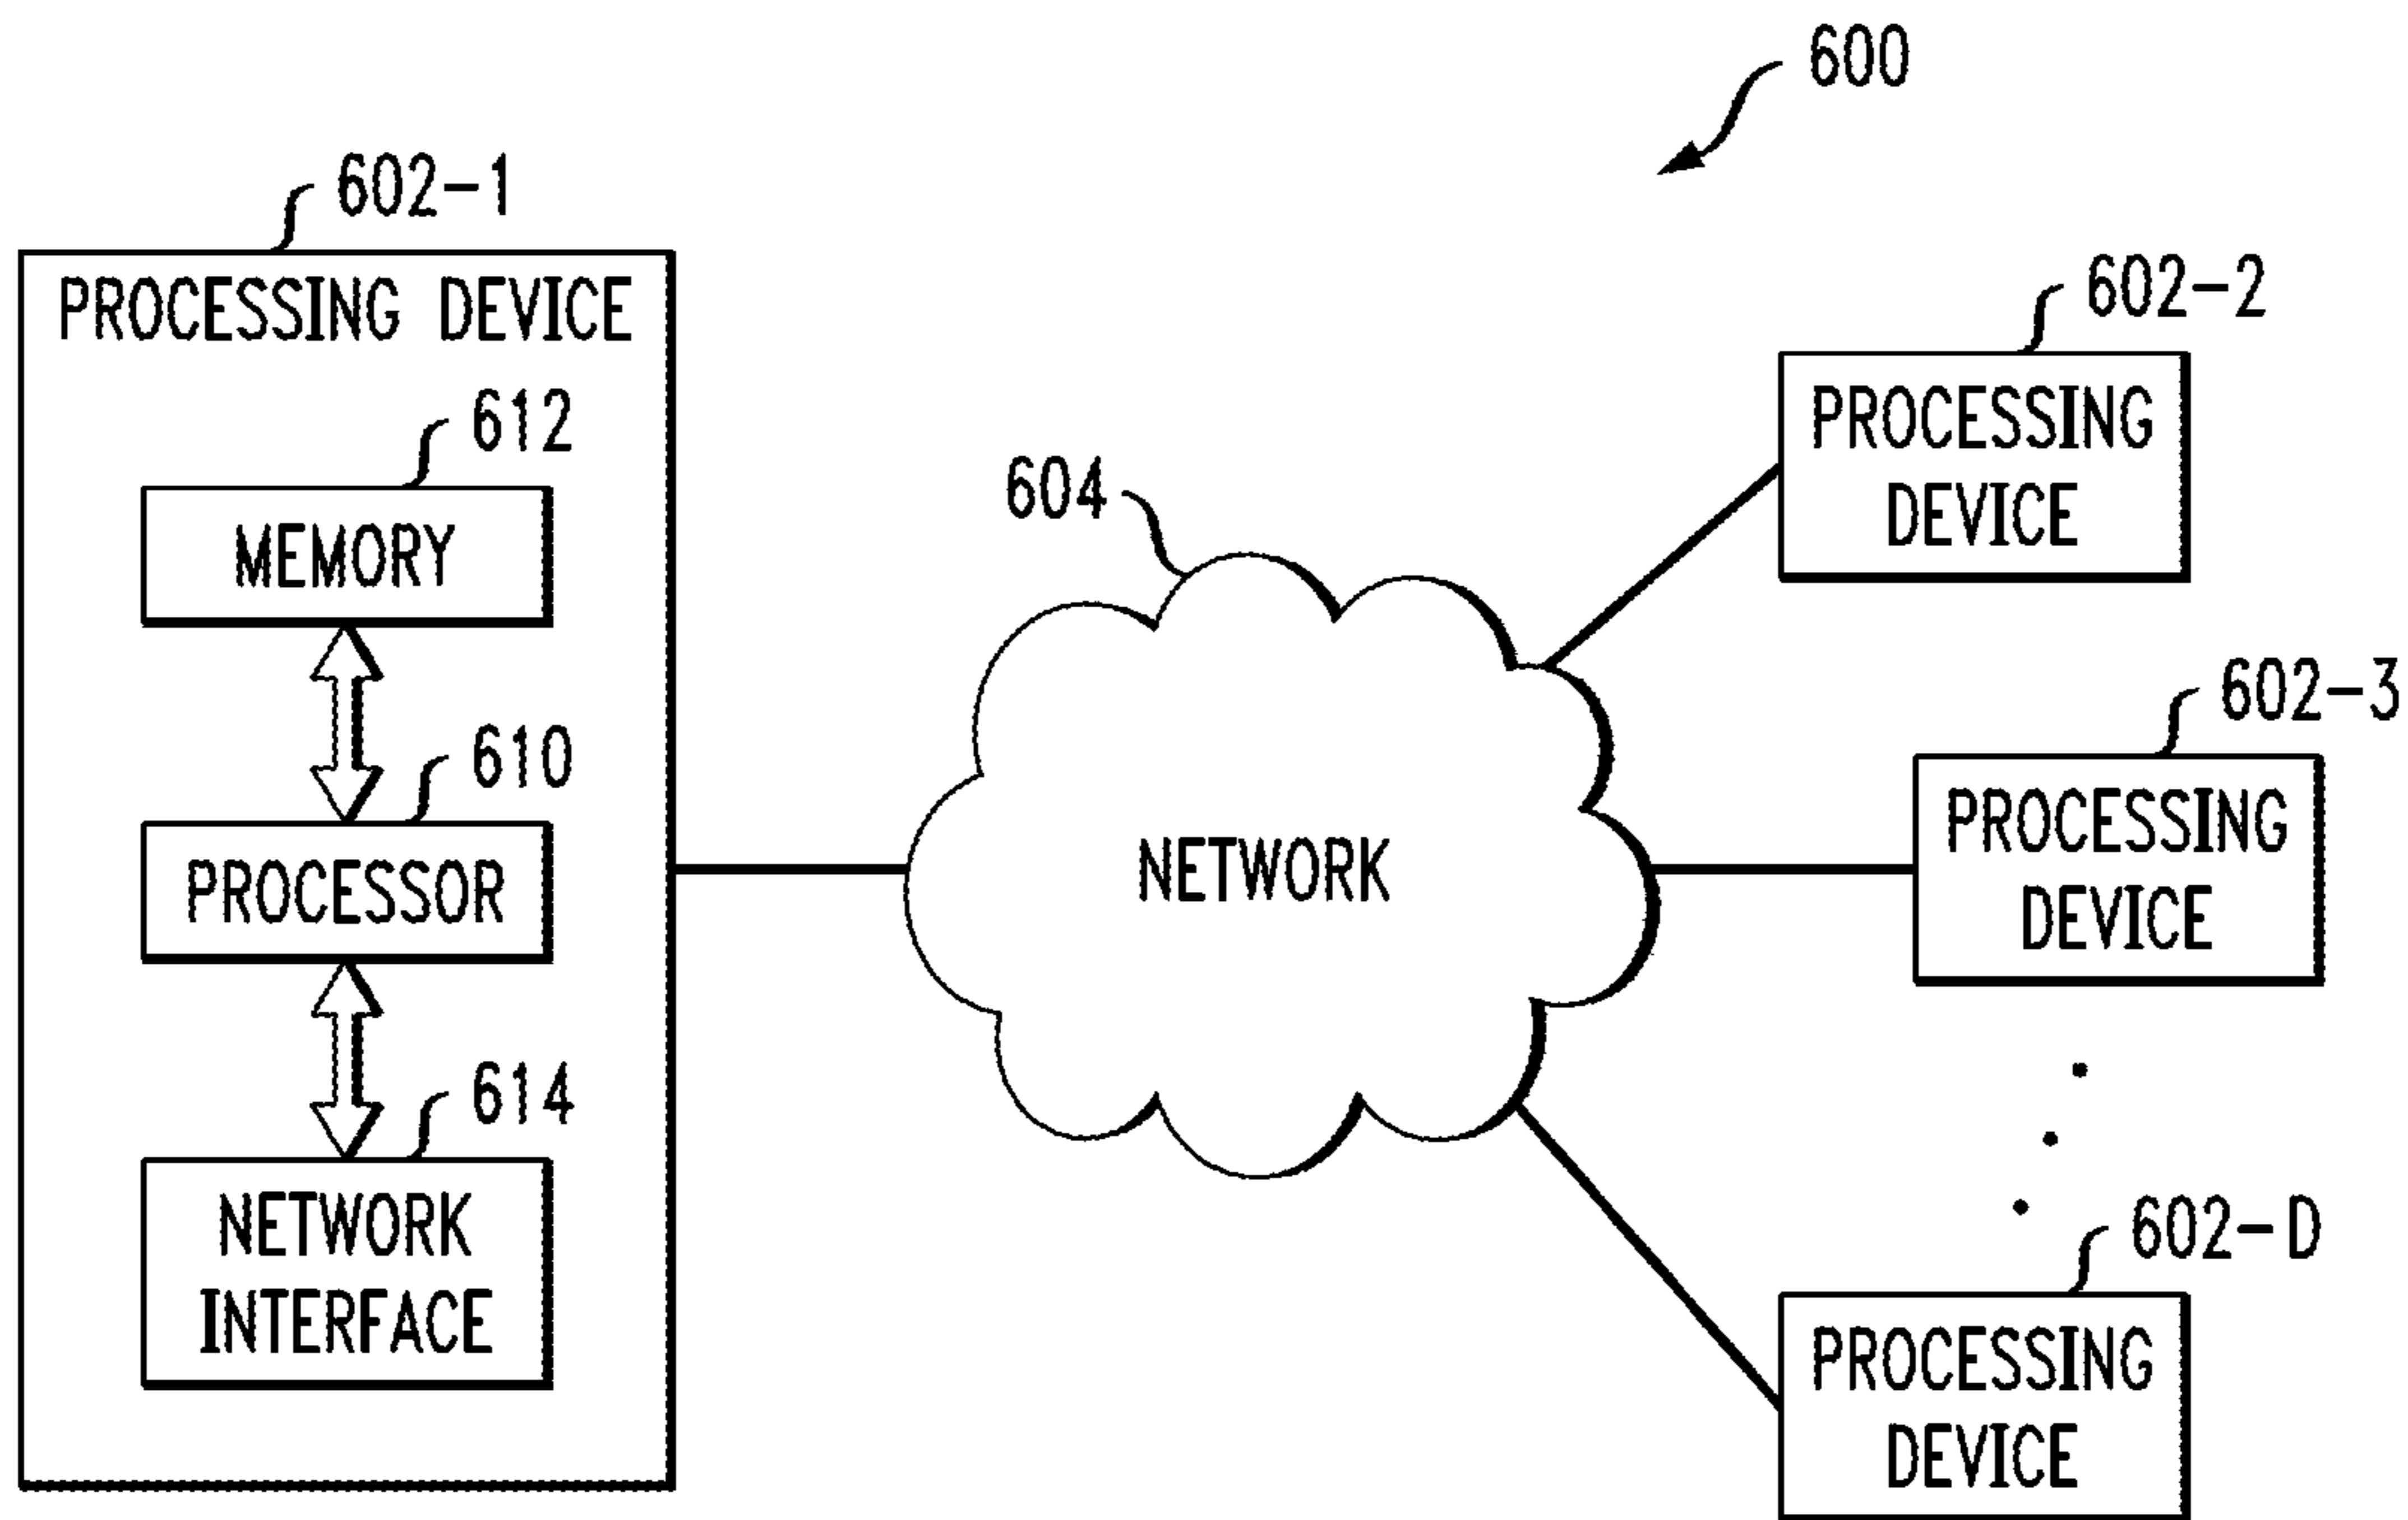 600
602-1
PROCESSING DEVICE
612
MEMORY
610
PROCESSOR
614
NETWORK
INTERFACE
604
NETWORK
602-2
PROCESSING
DEVICE
602-3
PROCESSING
DEVICE
602-D
PROCESSING
DEVICE